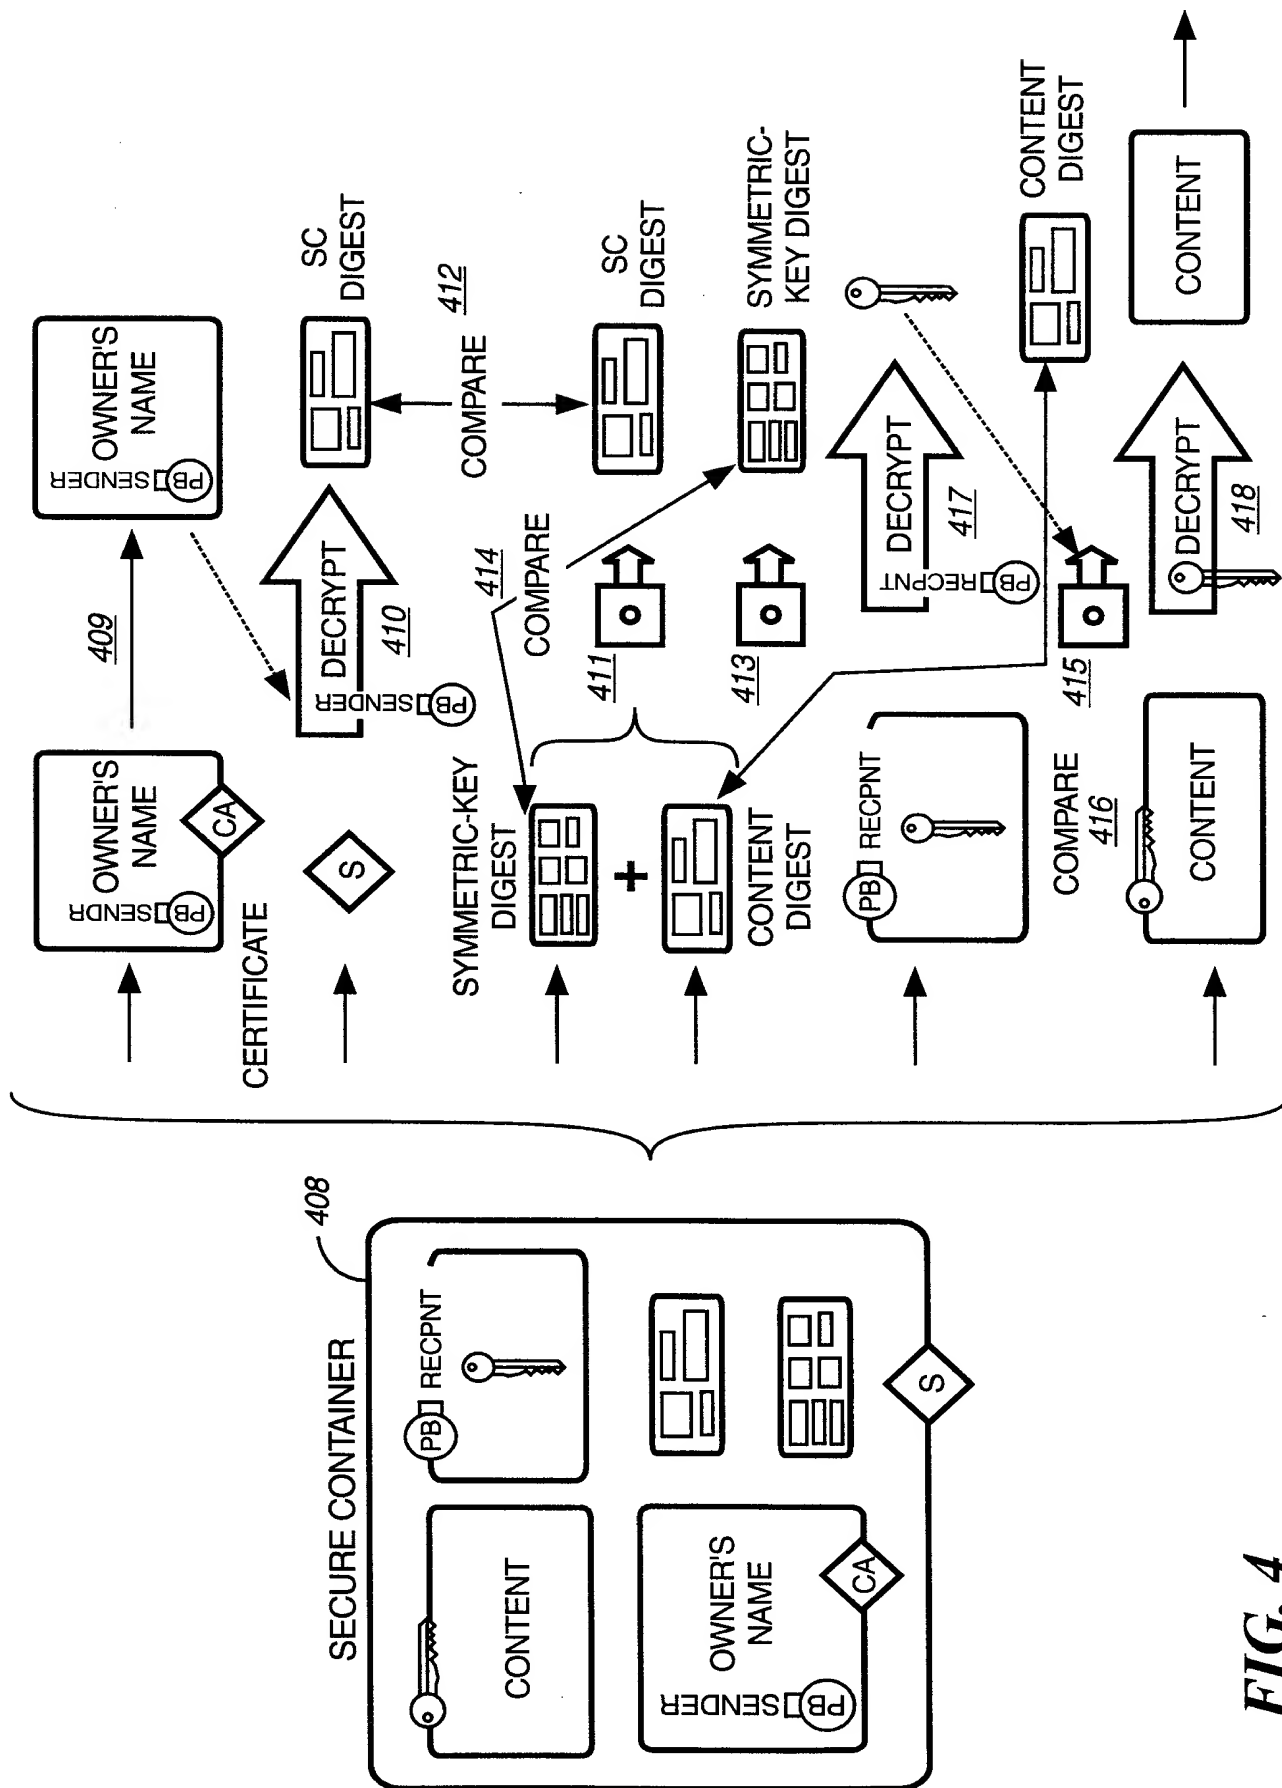 SECURE CONTAINER
408
CONTENT
PB RECPNT
PB SENDER
OWNER'S
NAME
CA
S
PB SENDR
OWNER'S
NAME
CA
CERTIFICATE
409
PB SENDER
OWNER'S
NAME
S
PB SENDER
DECRYPT
410
SC
DIGEST
COMPARE
412
SYMMETRIC-KEY
DIGEST
+
CONTENT
DIGEST
414
COMPARE
411
SC
DIGEST
413
SYMMETRIC-
KEY DIGEST
PB RECPNT
PB RECPNT
DECRYPT
417
COMPARE
416
415
CONTENT
DIGEST
CONTENT
DECRYPT
418
CONTENT
FIG. 4